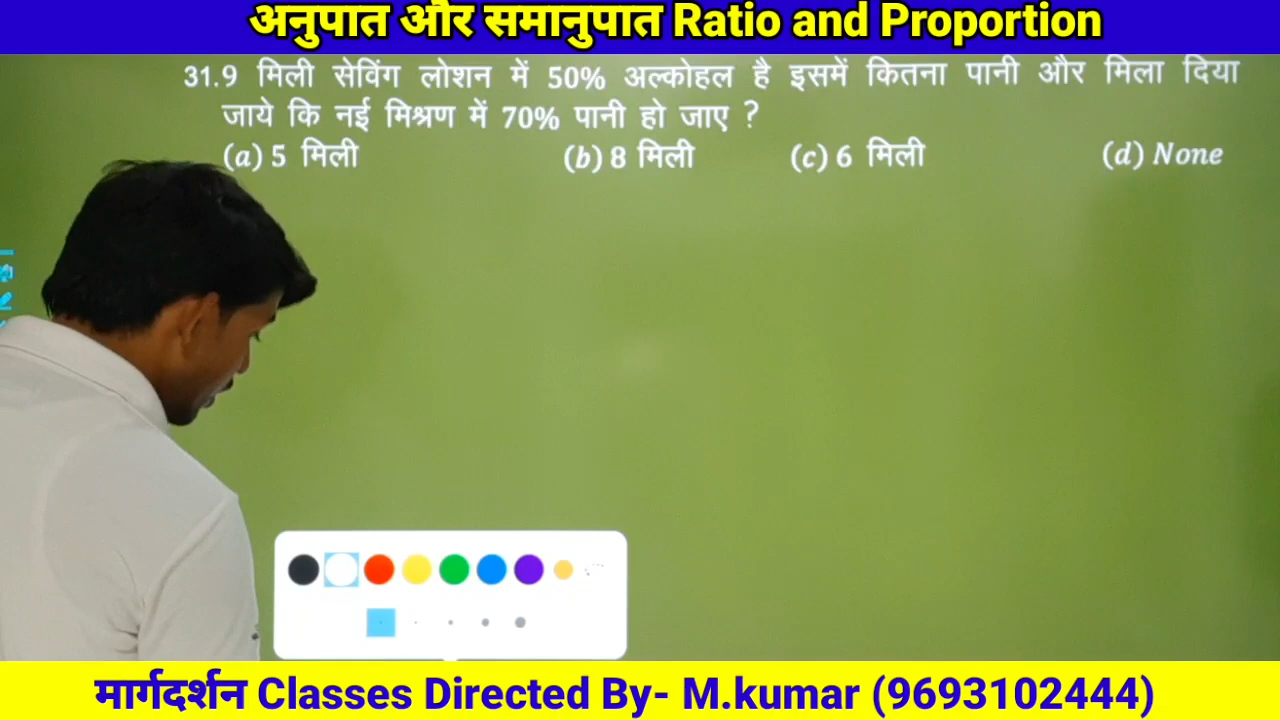 अनुपात और समानुपात Ratio and Proportion
31.9 मिली सेविंग लोशन में 50% अल्कोहल है इसमें कितना पानी और मिला दिया
जाये कि नई मिश्रण में 70% पानी हो जाए ?
(a) 5 मिली (b) 8 मिली (c) 6 मिली (d) None
मार्गदर्शन Classes Directed By- M.kumar (9693102444)